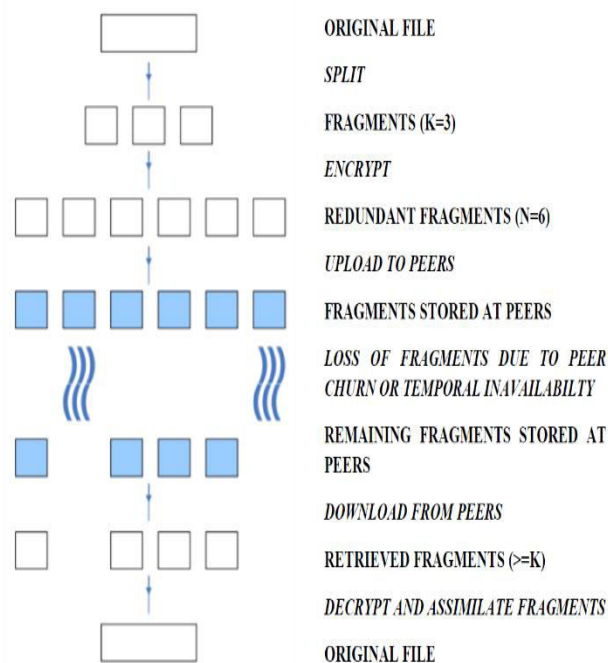 ORIGINAL FILE
SPLIT
FRAGMENTS (K=3)
ENCRYPT
REDUNDANT FRAGMENTS (N=6)
UPLOAD TO PEERS
FRAGMENTS STORED AT PEERS
LOSS OF FRAGMENTS DUE TO PEER
CHURN OR TEMPORAL INAVAILABILTY
REMAINING FRAGMENTS STORED AT
PEERS
DOWNLOAD FROM PEERS
RETRIEVED FRAGMENTS (>=K)
DECRYPT AND ASSIMILATE FRAGMENTS
ORIGINAL FILE